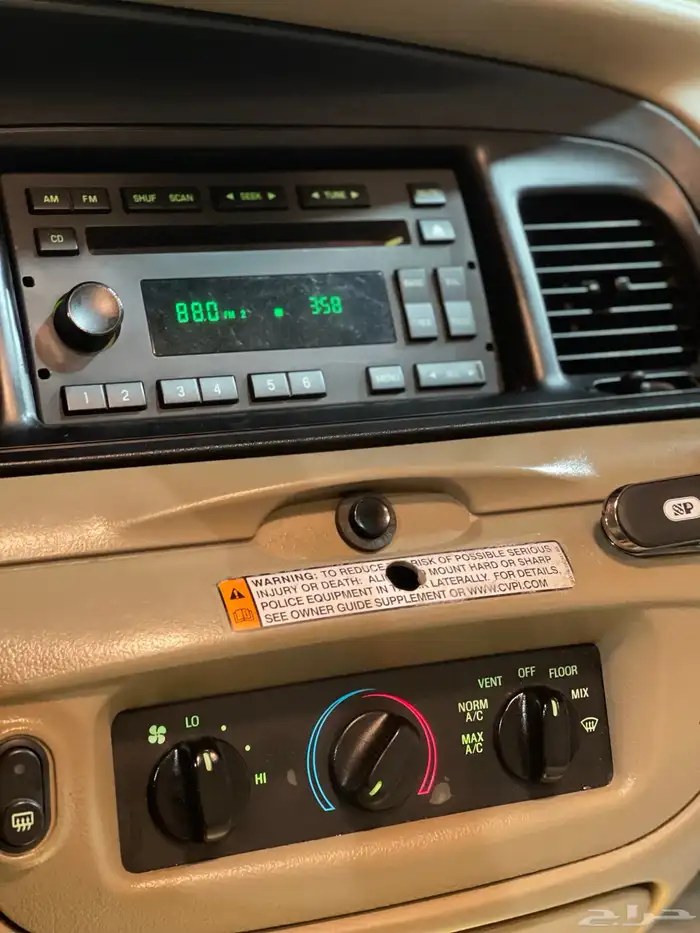 AM FM SHUF SCAN ◄ SEEK ► ◄ TUNE ►
CD
88.0 FM 2 3:58
1 2 3 4 5 6 MENU
SP
WARNING: TO REDUCE RISK OF POSSIBLE SERIOUS
INJURY OR DEATH: MOUNT HARD OR SHARP
POLICE EQUIPMENT IN LATERALLY. FOR DETAILS,
SEE OWNER GUIDE SUPPLEMENT OR WWW.CVPI.COM
LO
HI
VENT OFF FLOOR
NORM A/C
MIX
MAX A/C
حراج